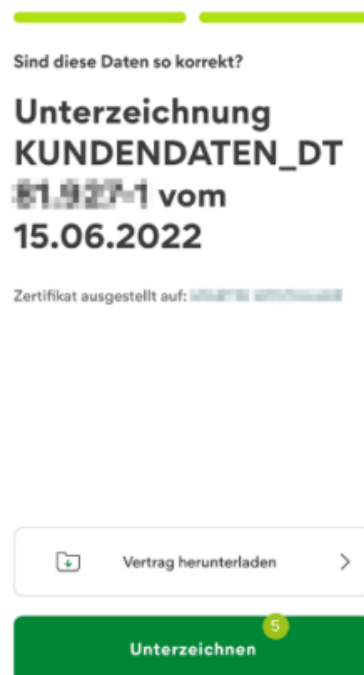 Sind diese Daten so korrekt?
Unterzeichnung
KUNDENDATEN_DT
vom
15.06.2022
Zertifikat ausgestellt auf:
Vertrag herunterladen
5
Unterzeichnen